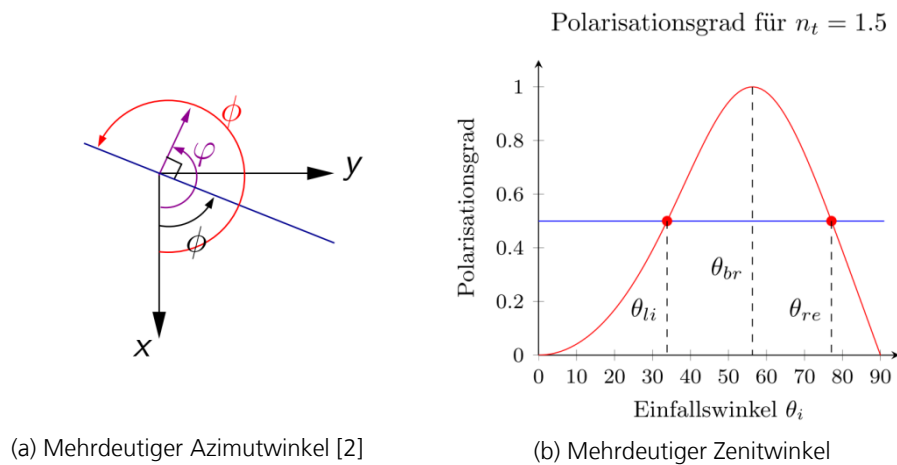 ϕ
φ
y
ϕ
x
(a) Mehrdeutiger Azimutwinkel [2]
Polarisationsgrad für n_t = 1.5
Polarisationsgrad
1
0.8
0.6
0.4
0.2
0
θ_br
θ_li
θ_re
0 10 20 30 40 50 60 70 80 90
Einfallswinkel θ_i
(b) Mehrdeutiger Zenitwinkel